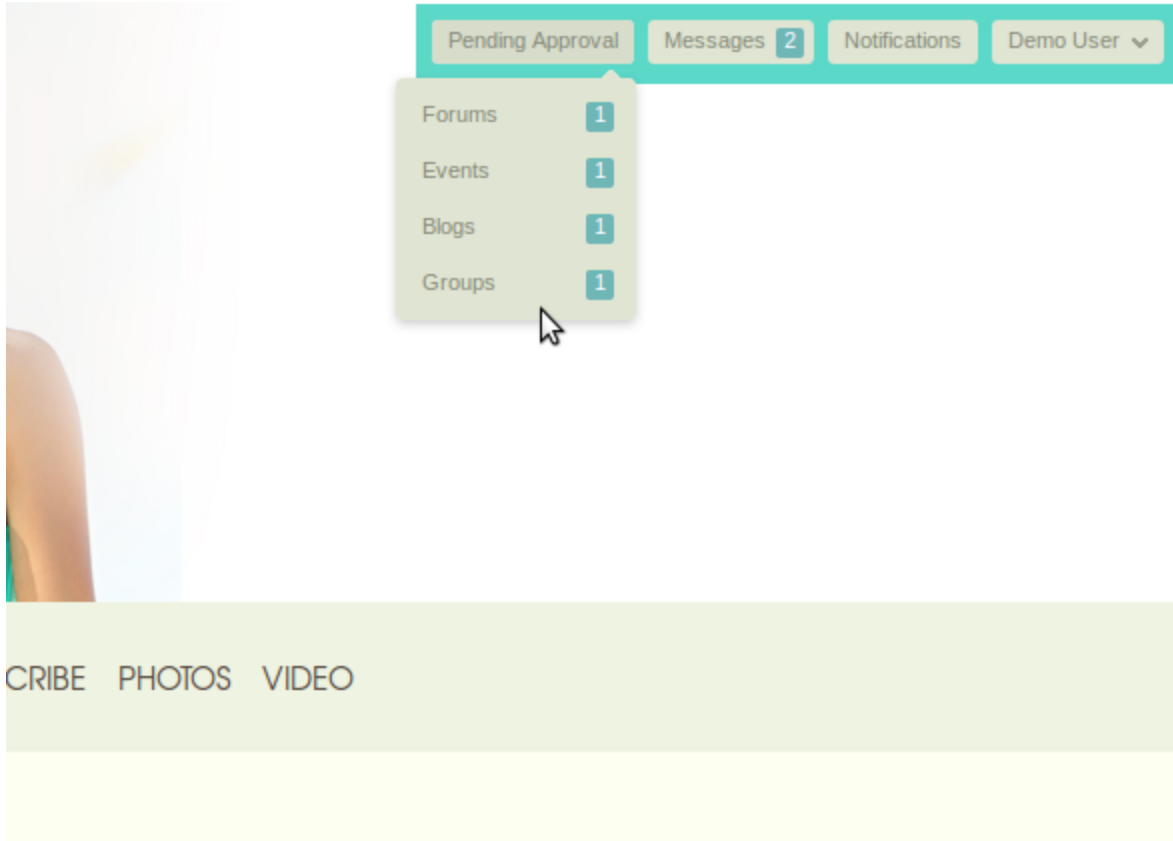 Pending Approval Messages 2 Notifications Demo User
Forums 1
Events 1
Blogs 1
Groups 1
CRIBE PHOTOS VIDEO